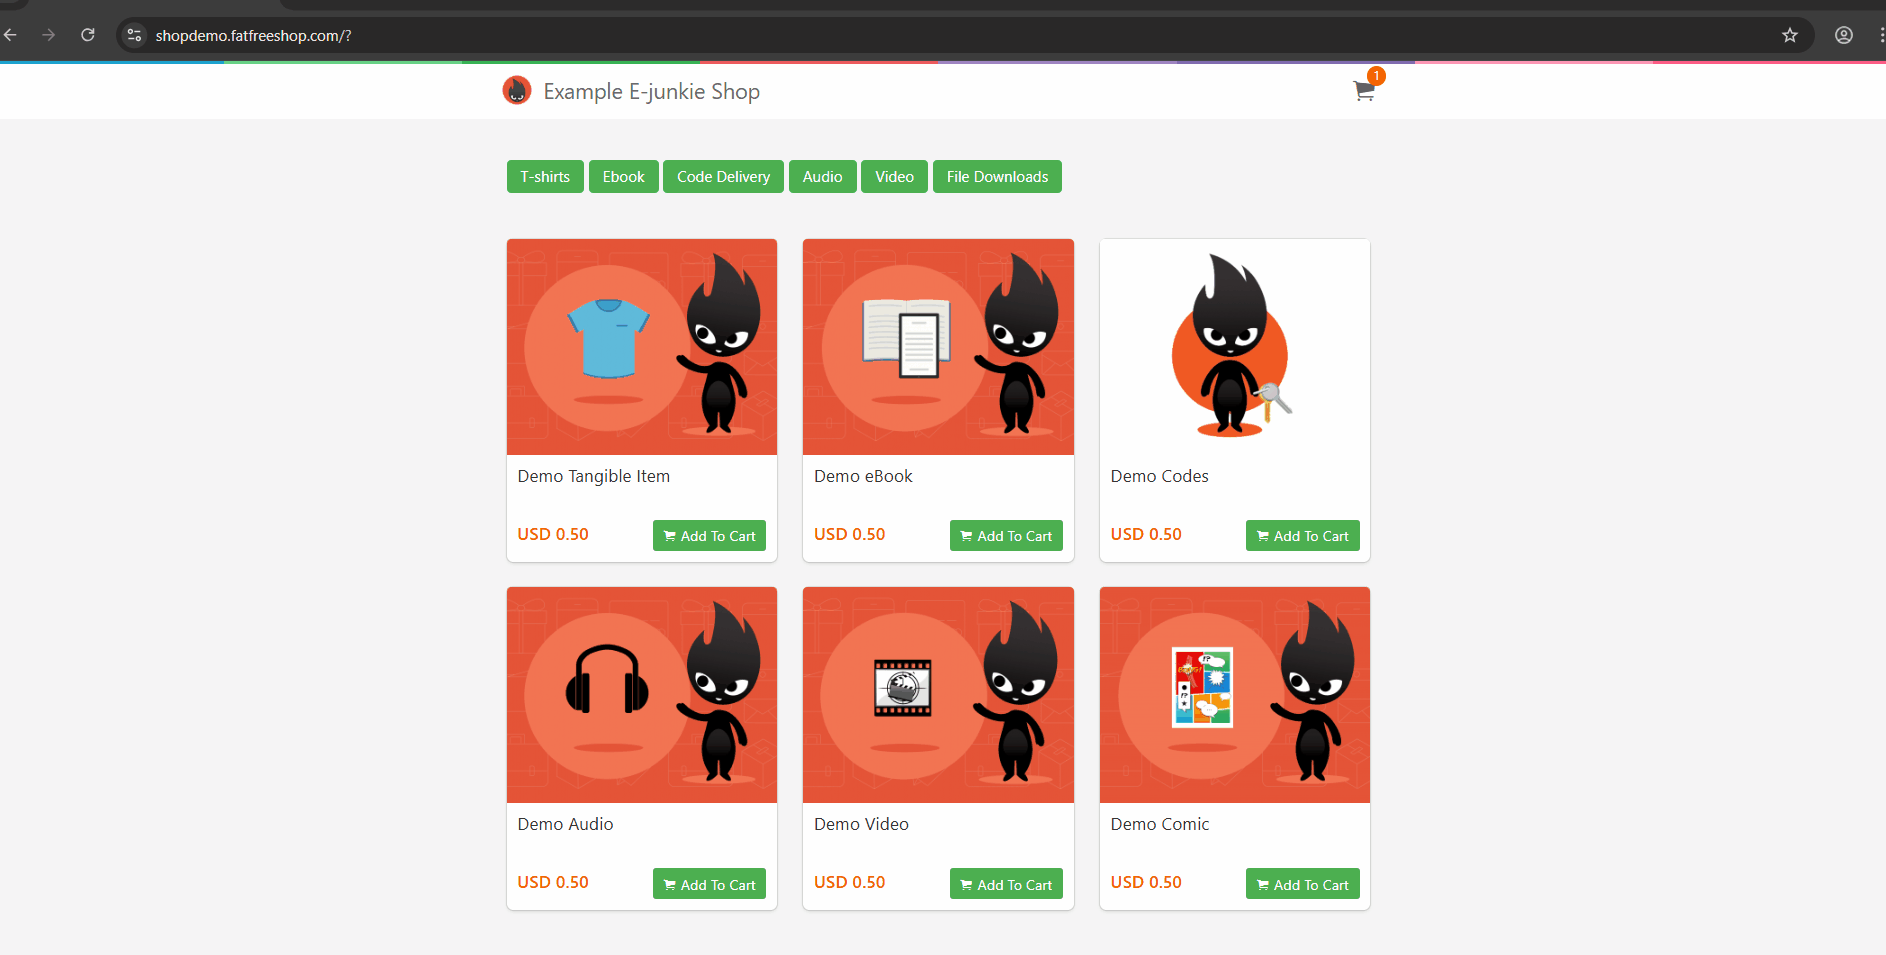 shopdemo.fatfreeshop.com/?
Example E-junkie Shop
1
T-shirts Ebook Code Delivery Audio Video File Downloads
Demo Tangible Item Demo eBook Demo Codes
USD 0.50 Add To Cart USD 0.50 Add To Cart USD 0.50 Add To Cart
Demo Audio Demo Video Demo Comic
USD 0.50 Add To Cart USD 0.50 Add To Cart USD 0.50 Add To Cart